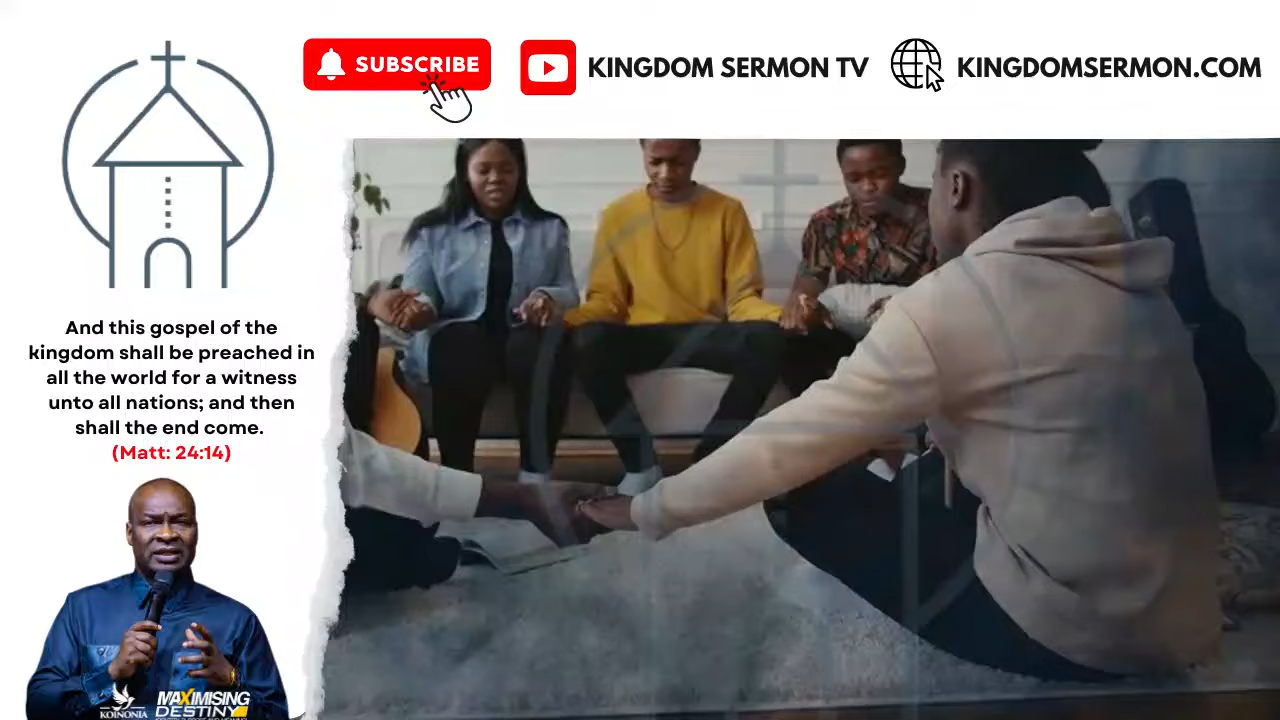 SUBSCRIBE
KINGDOM SERMON TV
KINGDOMSERMON.COM
And this gospel of the
kingdom shall be preached in
all the world for a witness
unto all nations; and then
shall the end come.
(Matt: 24:14)
KOINONIA
MAXIMISING
DESTINY